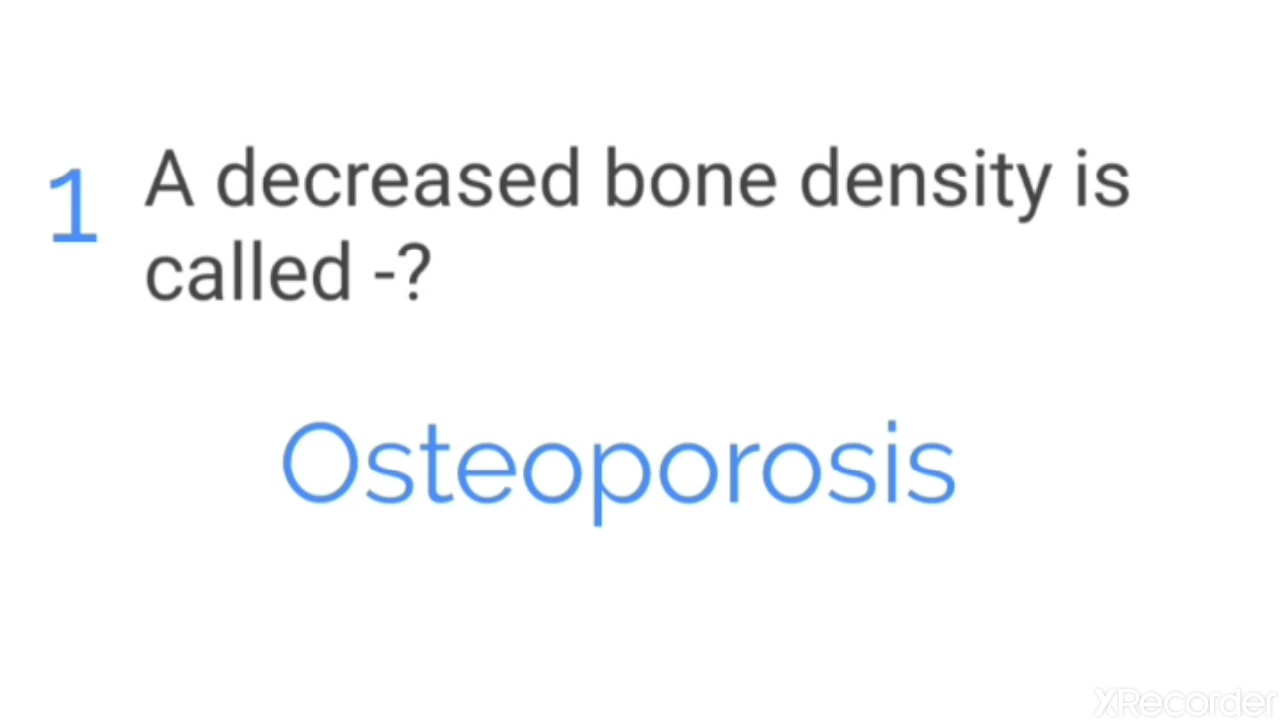 1 A decreased bone density is
called -?
Osteoporosis
XRecorder